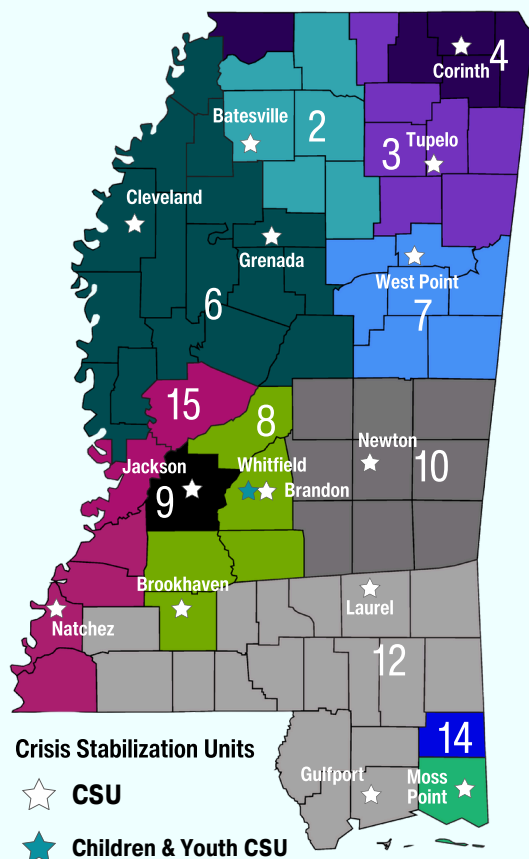 4
Corinth
Batesville
2
3
Tupelo
Cleveland
Grenada
West Point
6
7
15
8
Newton
Jackson
Whitfield
10
9
Brandon
Brookhaven
Laurel
Natchez
12
14
Crisis Stabilization Units
Gulfport
Moss
Point
CSU
Children & Youth CSU